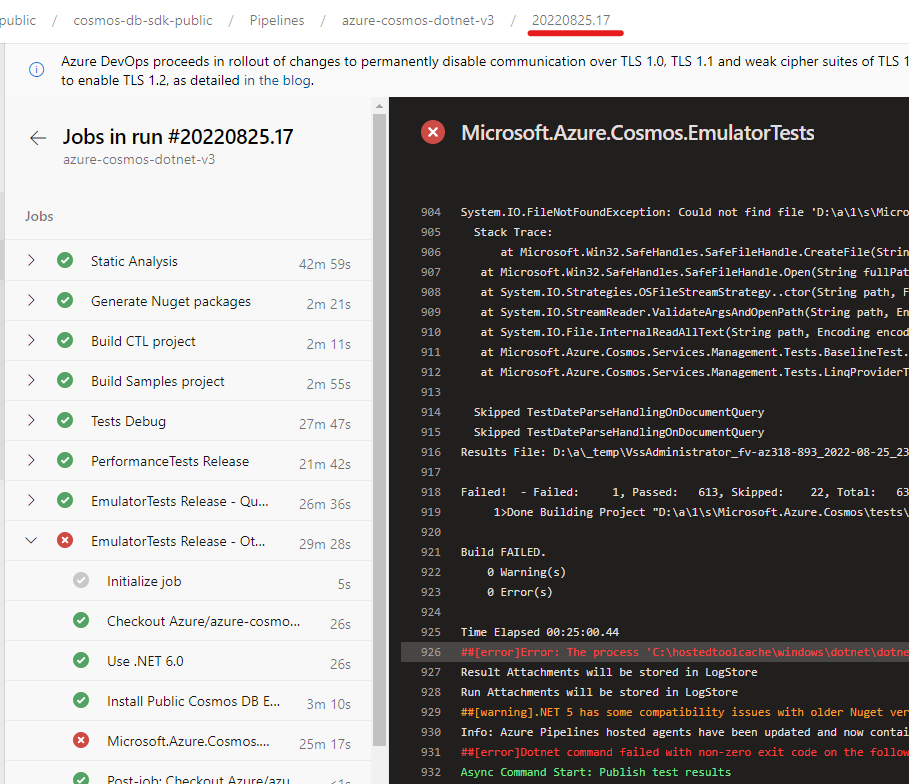 public / cosmos-db-sdk-public / Pipelines / azure-cosmos-dotnet-v3 / 20220825.17
Azure DevOps proceeds in rollout of changes to permanently disable communication over TLS 1.0, TLS 1.1 and weak cipher suites of TLS 1
to enable TLS 1.2, as detailed in the blog.
Jobs in run #20220825.17
azure-cosmos-dotnet-v3
Jobs
Static Analysis 42m 59s
Generate Nuget packages 2m 21s
Build CTL project 2m 11s
Build Samples project 2m 55s
Tests Debug 27m 47s
PerformanceTests Release 21m 42s
EmulatorTests Release - Qu... 26m 36s
EmulatorTests Release - Ot... 29m 28s
Initialize job 5s
Checkout Azure/azure-cosmo... 26s
Use .NET 6.0 26s
Install Public Cosmos DB E... 3m 10s
Microsoft.Azure.Cosmos.... 25m 17s
Post-job: Checkout Azure/azu... <1s
Microsoft.Azure.Cosmos.EmulatorTests
904 System.IO.FileNotFoundException: Could not find file 'D:\a\1\s\Micro
905 Stack Trace:
906 at Microsoft.Win32.SafeHandles.SafeFileHandle.CreateFile(Strin
907 at Microsoft.Win32.SafeHandles.SafeFileHandle.Open(String fullPat
908 at System.IO.Strategies.OSFileStreamStrategy..ctor(String path, F
909 at System.IO.StreamReader.ValidateArgsAndOpenPath(String path, En
910 at System.IO.File.InternalReadAllText(String path, Encoding encod
911 at Microsoft.Azure.Cosmos.Services.Management.Tests.BaselineTest.
912 at Microsoft.Azure.Cosmos.Services.Management.Tests.LinqProviderT
913
914 Skipped TestDateParseHandlingOnDocumentQuery
915 Skipped TestDateParseHandlingOnDocumentQuery
916 Results File: D:\a\_temp\VssAdministrator_fv-az318-893_2022-08-25_23
917
918 Failed! - Failed: 1, Passed: 613, Skipped: 22, Total: 63
919 1>Done Building Project "D:\a\1\s\Microsoft.Azure.Cosmos\tests\
920
921 Build FAILED.
922 0 Warning(s)
923 0 Error(s)
924
925 Time Elapsed 00:25:00.44
926 ##[error]Error: The process 'C:\hostedtoolcache\windows\dotnet\dotne
927 Result Attachments will be stored in LogStore
928 Run Attachments will be stored in LogStore
929 ##[warning].NET 5 has some compatibility issues with older Nuget ver
930 Info: Azure Pipelines hosted agents have been updated and now contai
931 ##[error]Dotnet command failed with non-zero exit code on the follow
932 Async Command Start: Publish test results